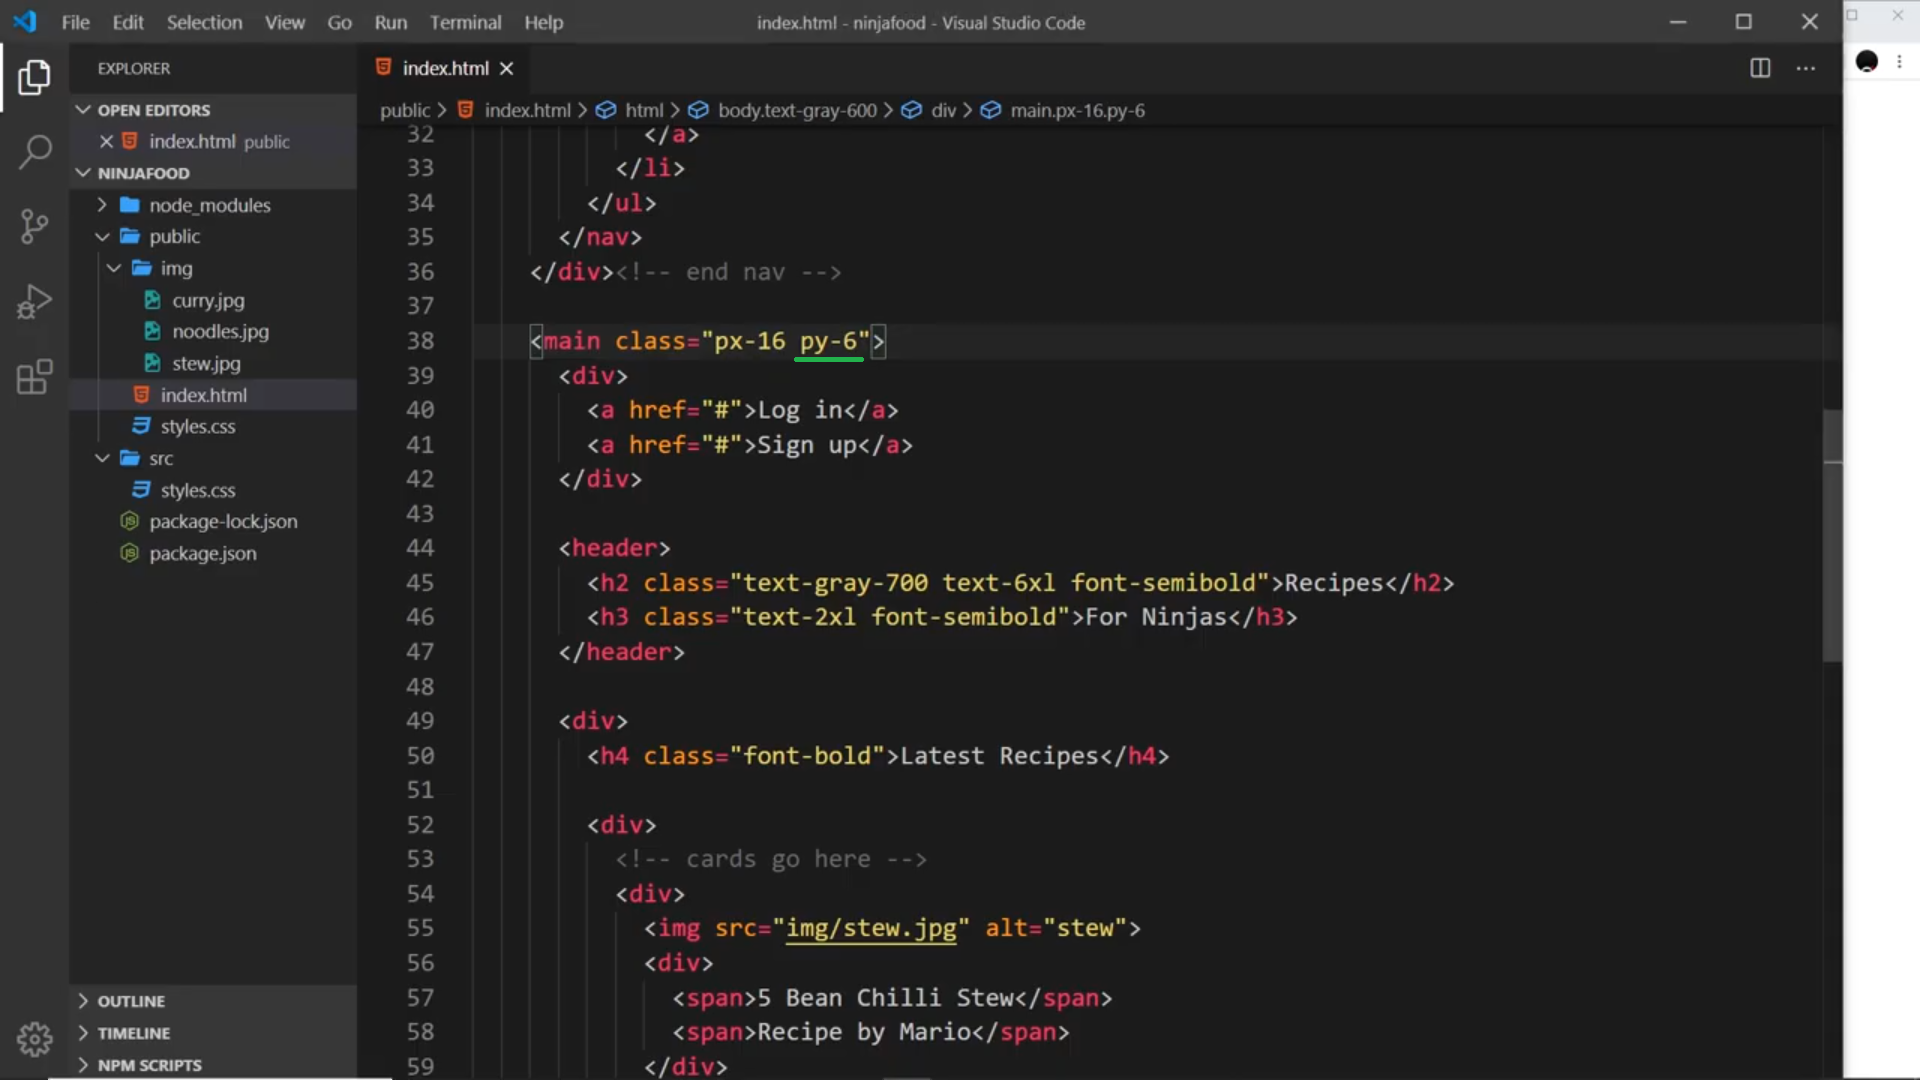 File Edit Selection View Go Run Terminal Help
index.html - ninjafood - Visual Studio Code
EXPLORER
OPEN EDITORS
index.html public
NINJAFOOD
node_modules
public
img
curry.jpg
noodles.jpg
stew.jpg
index.html
styles.css
src
styles.css
package-lock.json
package.json
OUTLINE
TIMELINE
NPM SCRIPTS
index.html
public > index.html > html > body.text-gray-600 > div > main.px-16.py-6
32 </a>
33 </li>
34 </ul>
35 </nav>
36 </div><!-- end nav -->
37
38 <main class="px-16 py-6">
39 <div>
40 <a href="#">Log in</a>
41 <a href="#">Sign up</a>
42 </div>
43
44 <header>
45 <h2 class="text-gray-700 text-6xl font-semibold">Recipes</h2>
46 <h3 class="text-2xl font-semibold">For Ninjas</h3>
47 </header>
48
49 <div>
50 <h4 class="font-bold">Latest Recipes</h4>
51
52 <div>
53 <!-- cards go here -->
54 <div>
55 <img src="img/stew.jpg" alt="stew">
56 <div>
57 <span>5 Bean Chilli Stew</span>
58 <span>Recipe by Mario</span>
59 </div>